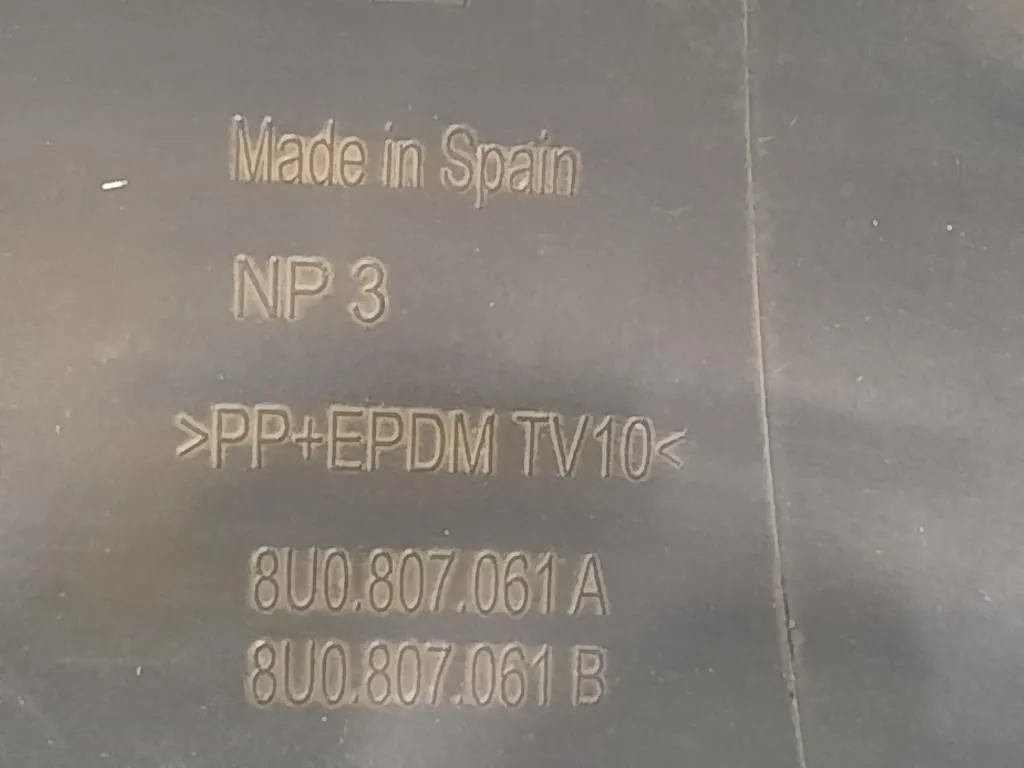 Made in Spain
NP 3
>PP+EPDM TV10<
8U0.807.061 A
8U0.807.061 B